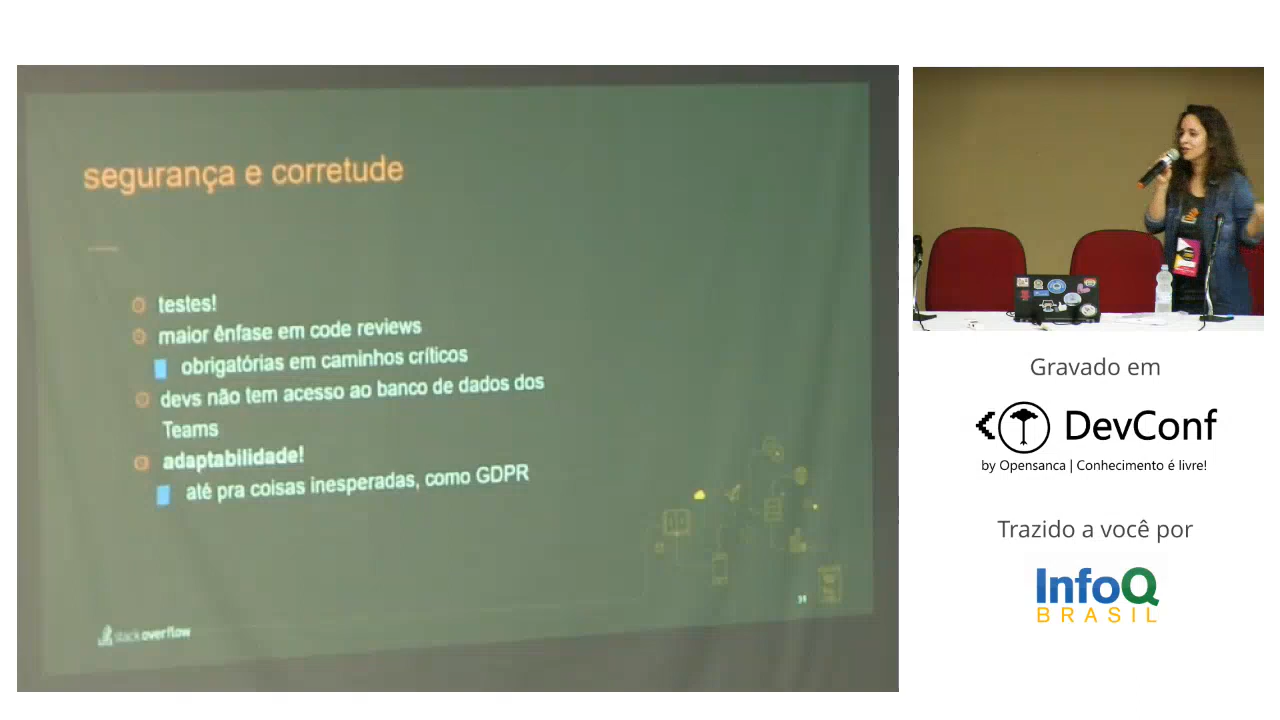 segurança e corretude
testes!
maior ênfase em code reviews
obrigatórias em caminhos críticos
devs não tem acesso ao banco de dados dos
Teams
adaptabilidade!
até pra coisas inesperadas, como GDPR
stackoverflow
Gravado em
DevConf
by Opensanca | Conhecimento é livre!
Trazido a você por
InfoQ
BRASIL